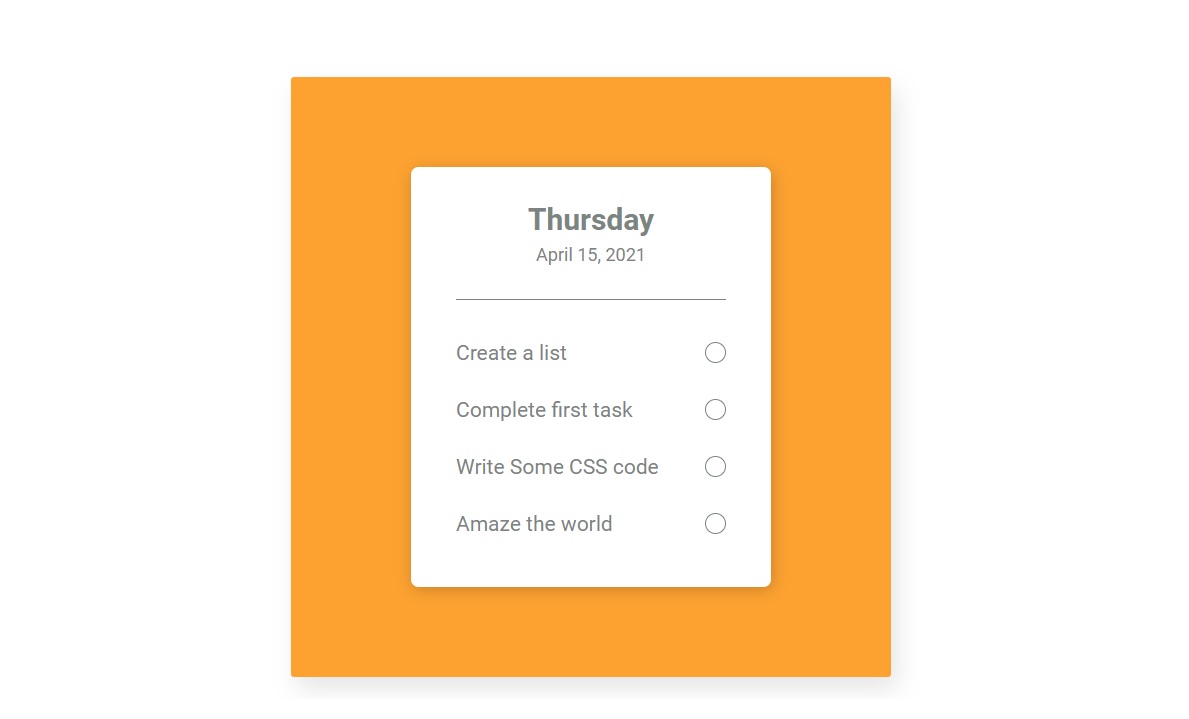 Thursday
April 15, 2021
Create a list
Complete first task
Write Some CSS code
Amaze the world